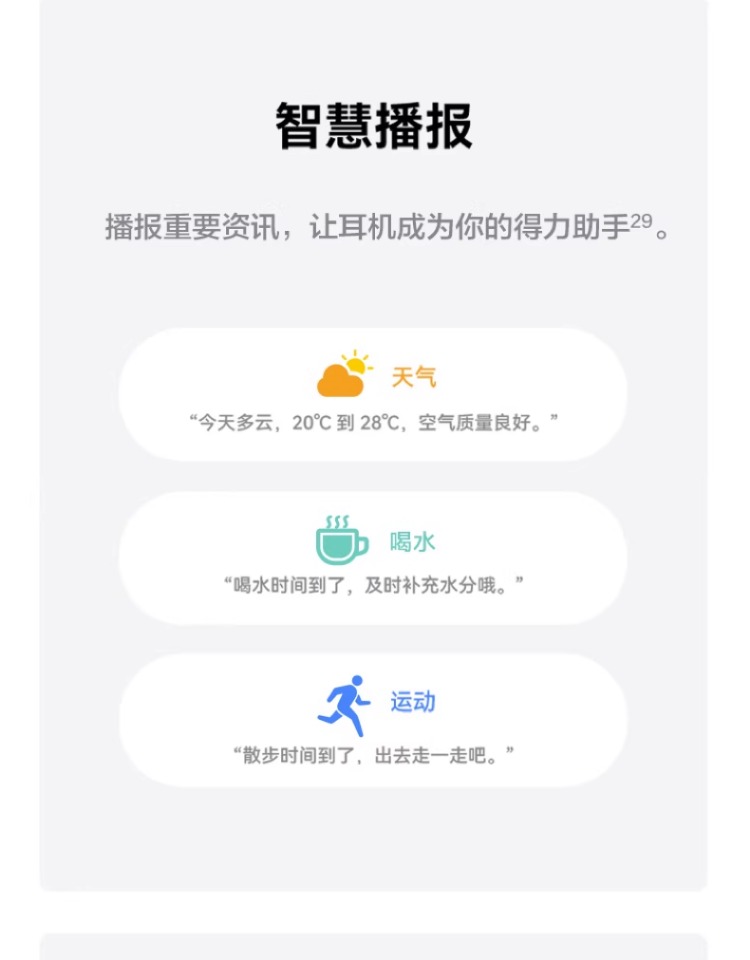 智慧播报
播报重要资讯，让耳机成为你的得力助手29。
天气
“今天多云，20℃ 到 28℃，空气质量良好。”
喝水
“喝水时间到了，及时补充水分哦。”
运动
“散步时间到了，出去走一走吧。”